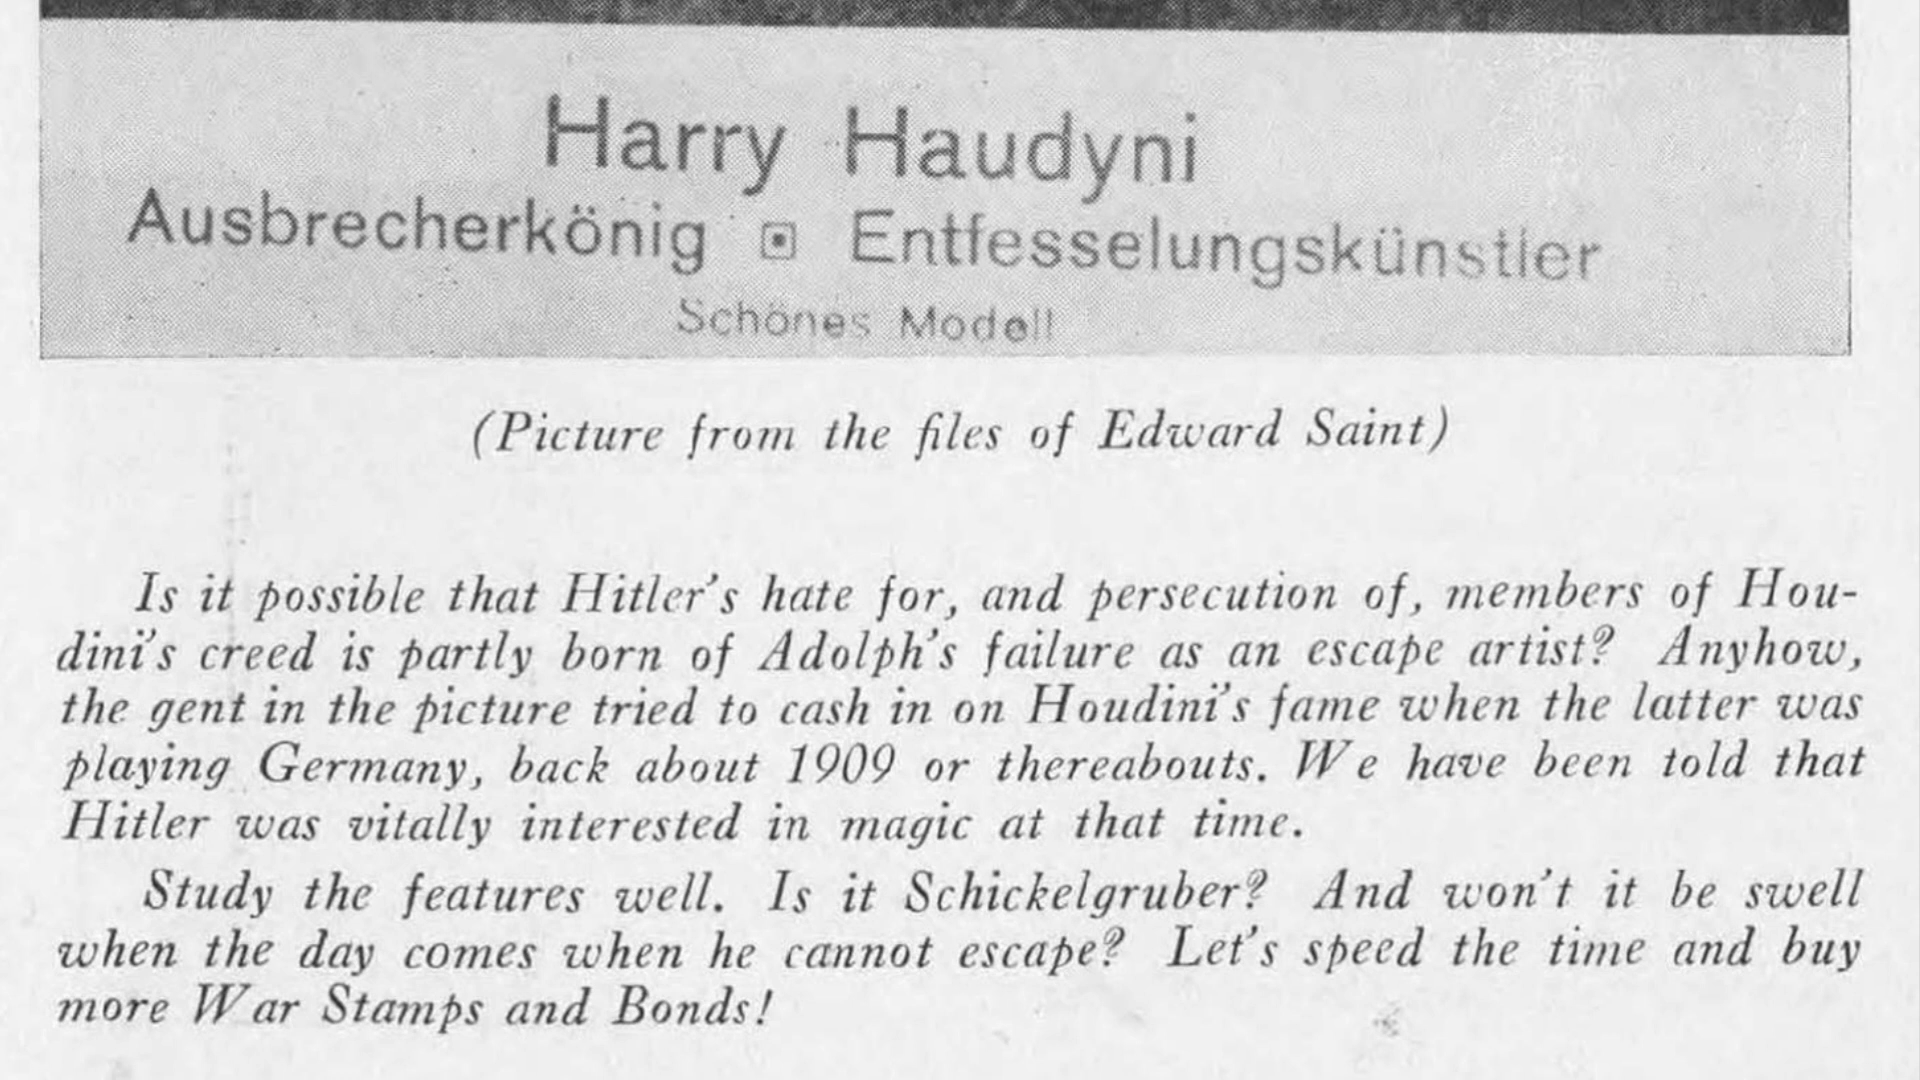 Harry Haudyni
Ausbrecherkönig ▣ Entfesselungskünstler
Schönes Modell
(Picture from the files of Edward Saint)
Is it possible that Hitler's hate for, and persecution of, members of Hou-
dini's creed is partly born of Adolph's failure as an escape artist? Anyhow,
the gent in the picture tried to cash in on Houdini's fame when the latter was
playing Germany, back about 1909 or thereabouts. We have been told that
Hitler was vitally interested in magic at that time.
Study the features well. Is it Schickelgruber? And won't it be swell
when the day comes when he cannot escape? Let's speed the time and buy
more War Stamps and Bonds!